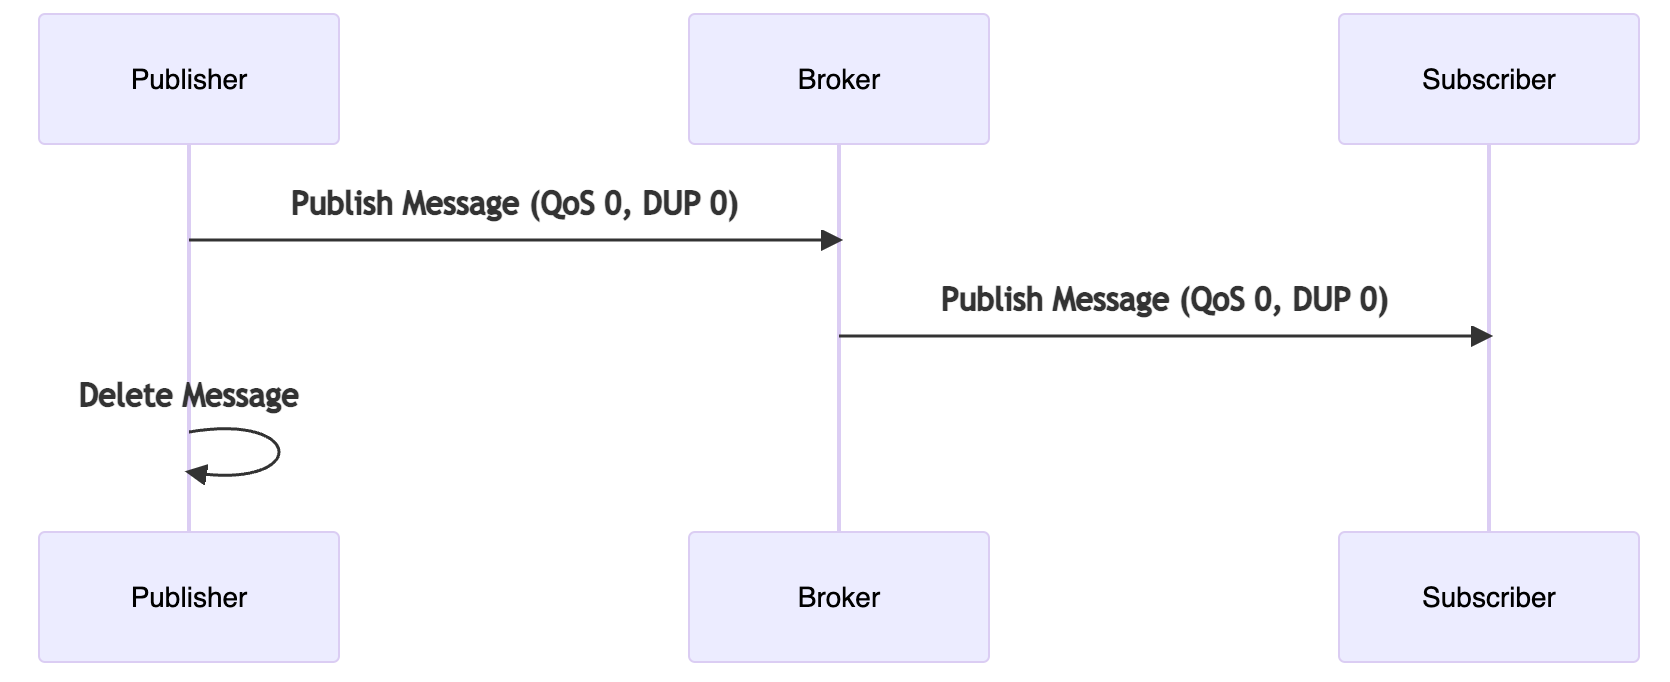 Publisher
Broker
Subscriber
Publish Message (QoS 0, DUP 0)
Publish Message (QoS 0, DUP 0)
Delete Message
Publisher
Broker
Subscriber